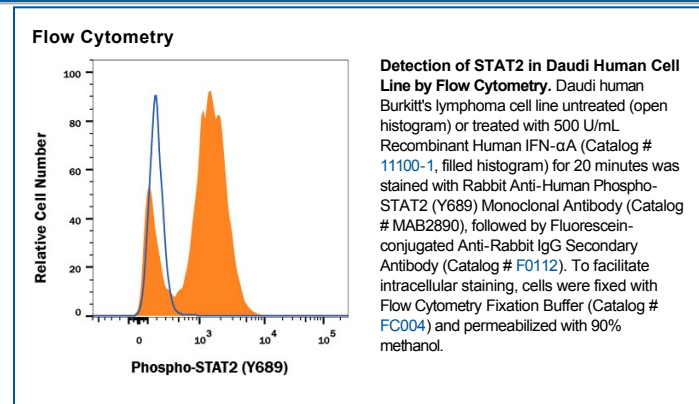 Flow Cytometry
100
80
60
40
20
0
Relative Cell Number
0
10³
10⁴
10⁵
Phospho-STAT2 (Y689)
Detection of STAT2 in Daudi Human Cell
Line by Flow Cytometry. Daudi human
Burkitt's lymphoma cell line untreated (open
histogram) or treated with 500 U/mL
Recombinant Human IFN-αA (Catalog #
11100-1, filled histogram) for 20 minutes was
stained with Rabbit Anti-Human Phospho-
STAT2 (Y689) Monoclonal Antibody (Catalog
# MAB2890), followed by Fluorescein-
conjugated Anti-Rabbit IgG Secondary
Antibody (Catalog # F0112). To facilitate
intracellular staining, cells were fixed with
Flow Cytometry Fixation Buffer (Catalog #
FC004) and permeabilized with 90%
methanol.